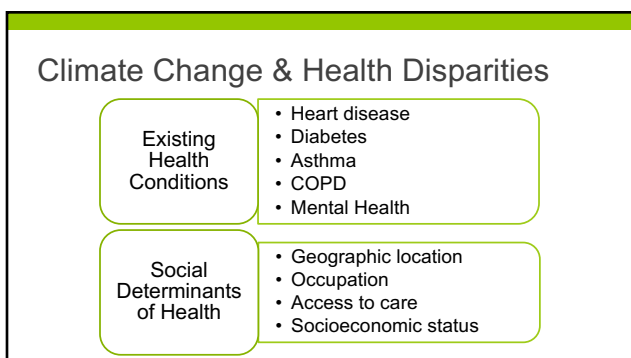 Climate Change & Health Disparities
Existing
Health
Conditions
• Heart disease
• Diabetes
• Asthma
• COPD
• Mental Health
Social
Determinants
of Health
• Geographic location
• Occupation
• Access to care
• Socioeconomic status